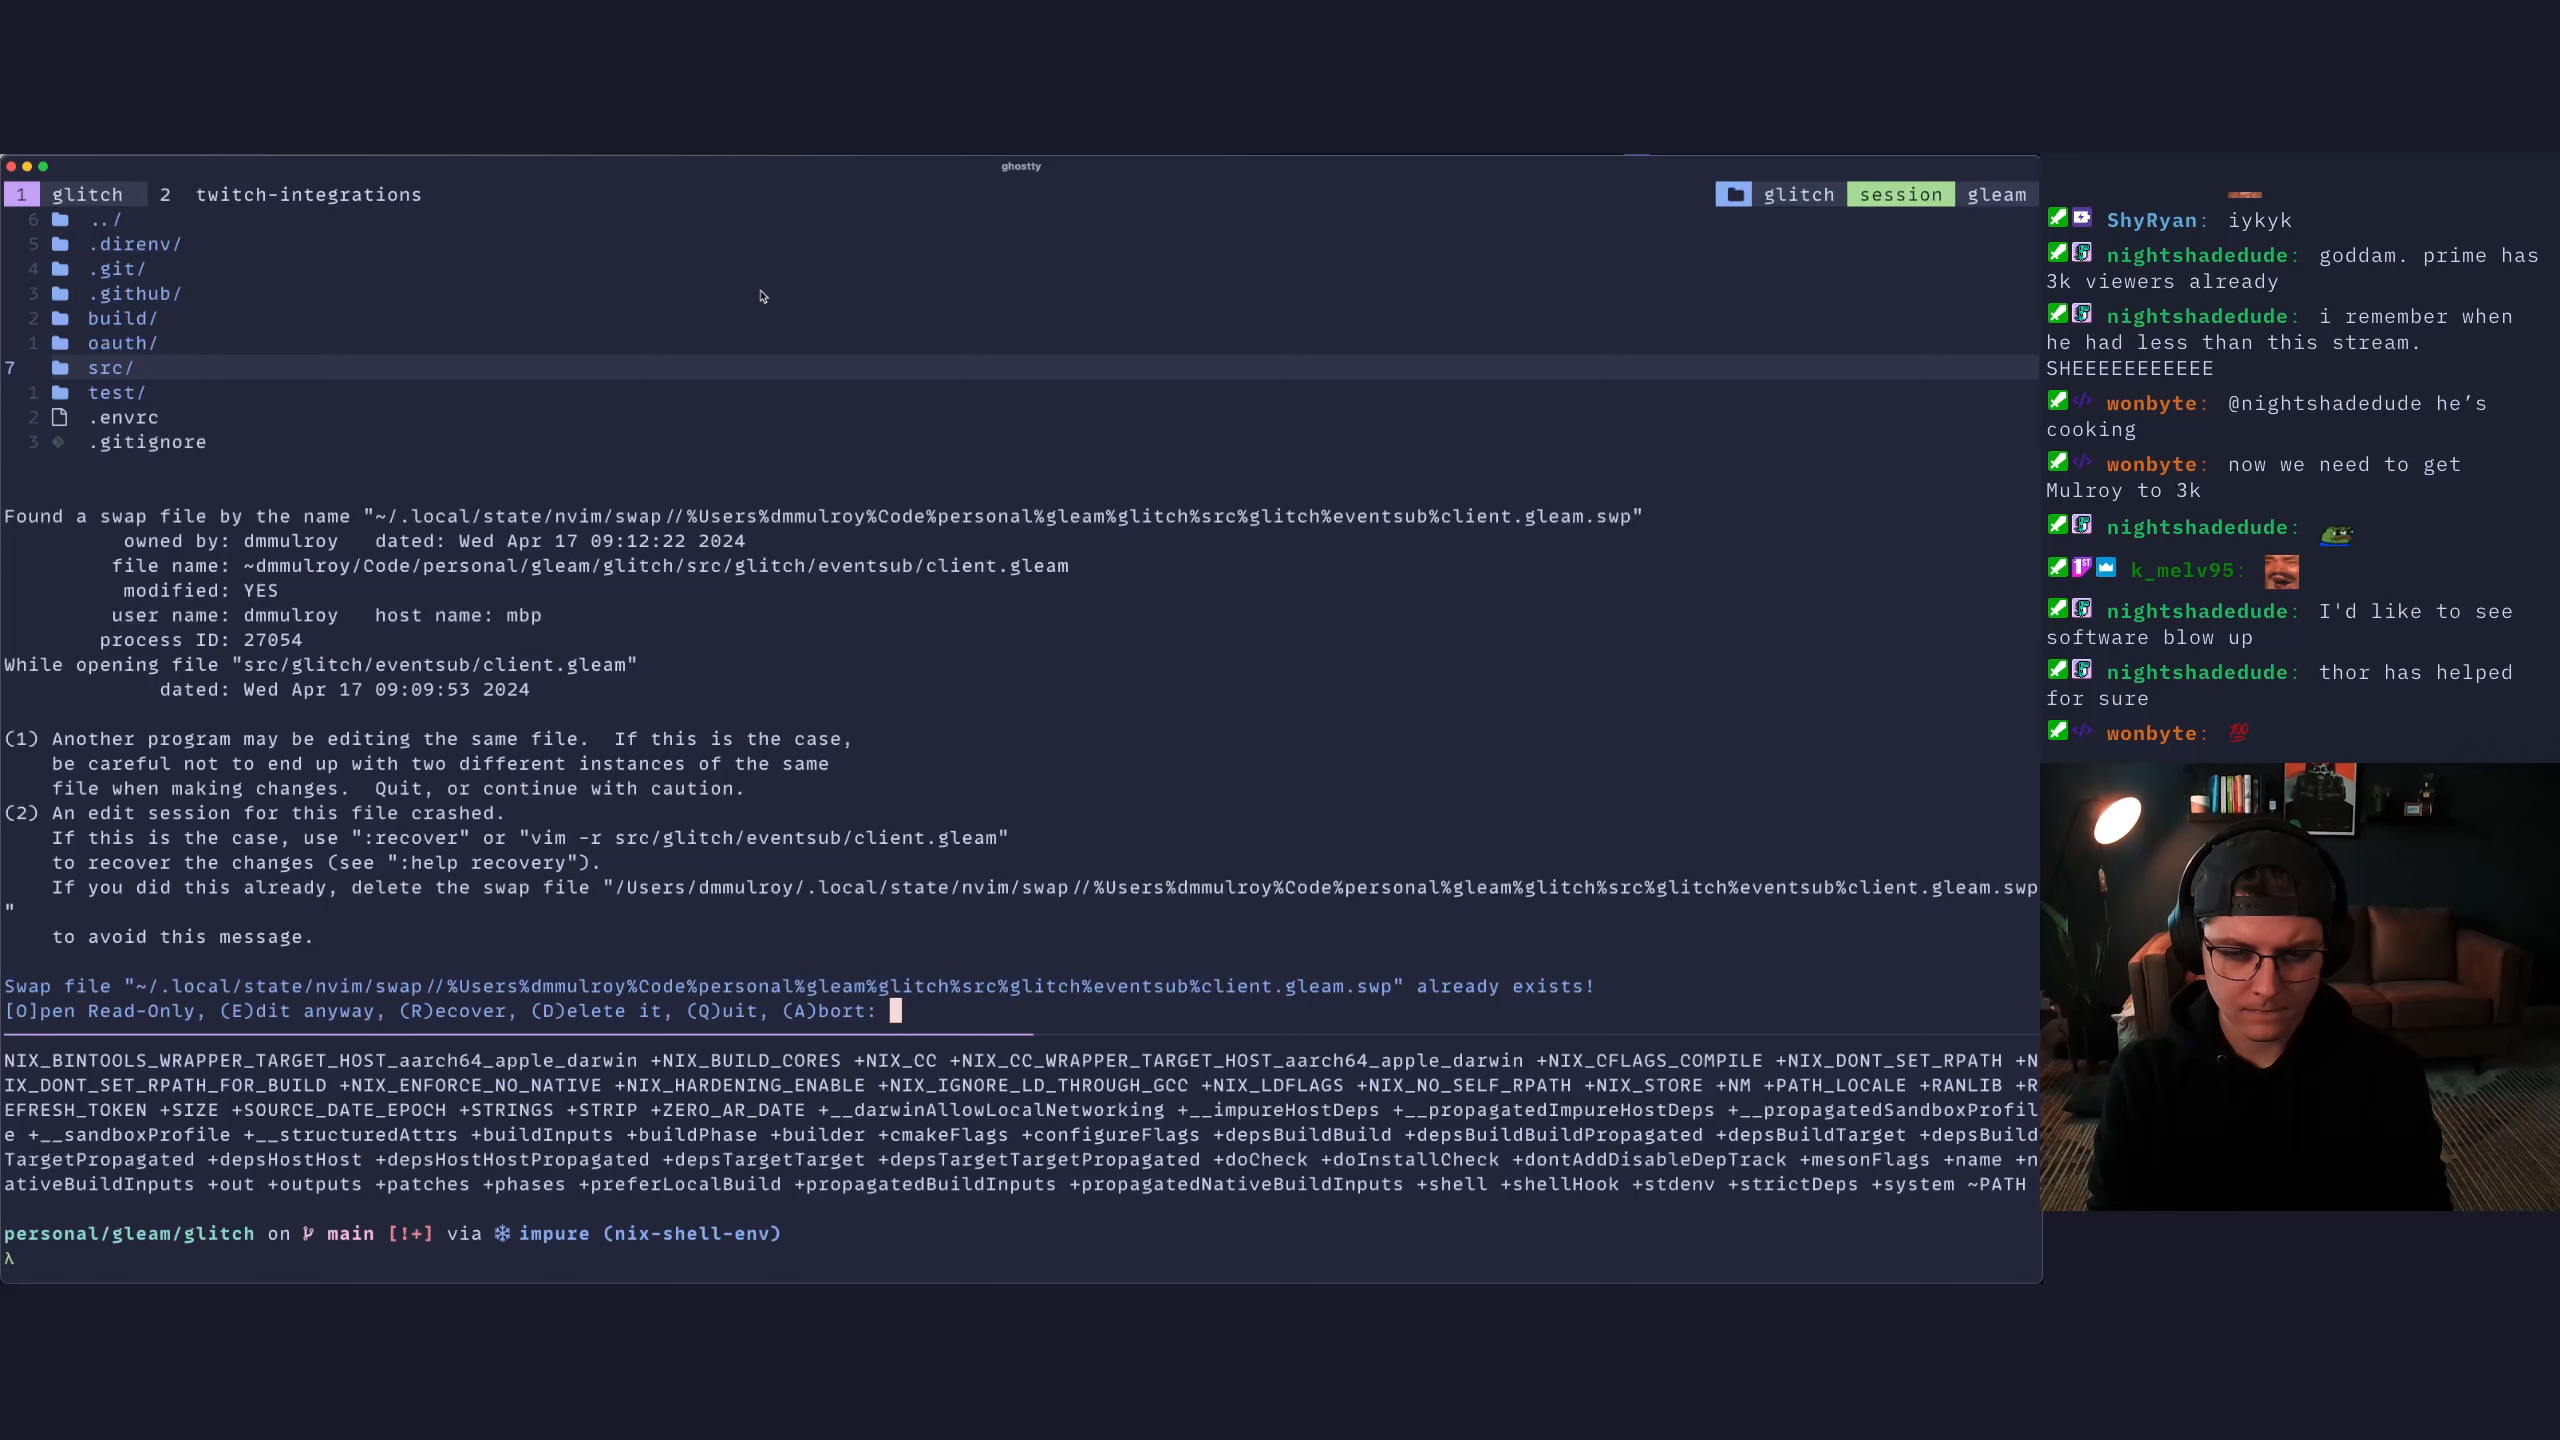 ghostty
1 glitch 2 twitch-integrations
glitch session gleam
6 ../
5 .direnv/
4 .git/
3 .github/
2 build/
1 oauth/
7 src/
1 test/
2 .envrc
3 .gitignore
Found a swap file by the name "~/.local/state/nvim/swap//%Users%dmmulroy%Code%personal%gleam%glitch%src%glitch%eventsub%client.gleam.swp"
owned by: dmmulroy   dated: Wed Apr 17 09:12:22 2024
file name: ~dmmulroy/Code/personal/gleam/glitch/src/glitch/eventsub/client.gleam
modified: YES
user name: dmmulroy   host name: mbp
process ID: 27054
While opening file "src/glitch/eventsub/client.gleam"
dated: Wed Apr 17 09:09:53 2024
(1) Another program may be editing the same file.  If this is the case,
be careful not to end up with two different instances of the same
file when making changes.  Quit, or continue with caution.
(2) An edit session for this file crashed.
If this is the case, use ":recover" or "vim -r src/glitch/eventsub/client.gleam"
to recover the changes (see ":help recovery").
If you did this already, delete the swap file "/Users/dmmulroy/.local/state/nvim/swap//%Users%dmmulroy%Code%personal%gleam%glitch%src%glitch%eventsub%client.gleam.swp
"
to avoid this message.
Swap file "~/.local/state/nvim/swap//%Users%dmmulroy%Code%personal%gleam%glitch%src%glitch%eventsub%client.gleam.swp" already exists!
[O]pen Read-Only, (E)dit anyway, (R)ecover, (D)elete it, (Q)uit, (A)bort:
NIX_BINTOOLS_WRAPPER_TARGET_HOST_aarch64_apple_darwin +NIX_BUILD_CORES +NIX_CC +NIX_CC_WRAPPER_TARGET_HOST_aarch64_apple_darwin +NIX_CFLAGS_COMPILE +NIX_DONT_SET_RPATH +N
IX_DONT_SET_RPATH_FOR_BUILD +NIX_ENFORCE_NO_NATIVE +NIX_HARDENING_ENABLE +NIX_IGNORE_LD_THROUGH_GCC +NIX_LDFLAGS +NIX_NO_SELF_RPATH +NIX_STORE +NM +PATH_LOCALE +RANLIB +R
EFRESH_TOKEN +SIZE +SOURCE_DATE_EPOCH +STRINGS +STRIP +ZERO_AR_DATE +__darwinAllowLocalNetworking +__impureHostDeps +__propagatedImpureHostDeps +__propagatedSandboxProfil
e +__sandboxProfile +__structuredAttrs +buildInputs +buildPhase +builder +cmakeFlags +configureFlags +depsBuildBuild +depsBuildBuildPropagated +depsBuildTarget +depsBuild
TargetPropagated +depsHostHost +depsHostHostPropagated +depsTargetTarget +depsTargetTargetPropagated +doCheck +doInstallCheck +dontAddDisableDepTrack +mesonFlags +name +n
ativeBuildInputs +out +outputs +patches +phases +preferLocalBuild +propagatedBuildInputs +propagatedNativeBuildInputs +shell +shellHook +stdenv +strictDeps +system ~PATH
personal/gleam/glitch on main [!+] via ❄ impure (nix-shell-env)
λ
ShyRyan: iykyk
nightshadedude: goddam. prime has
3k viewers already
nightshadedude: i remember when
he had less than this stream.
SHEEEEEEEEEEE
wonbyte: @nightshadedude he’s
cooking
wonbyte: now we need to get
Mulroy to 3k
nightshadedude:
1ST k_melv95:
nightshadedude: I'd like to see
software blow up
nightshadedude: thor has helped
for sure
wonbyte: 💯